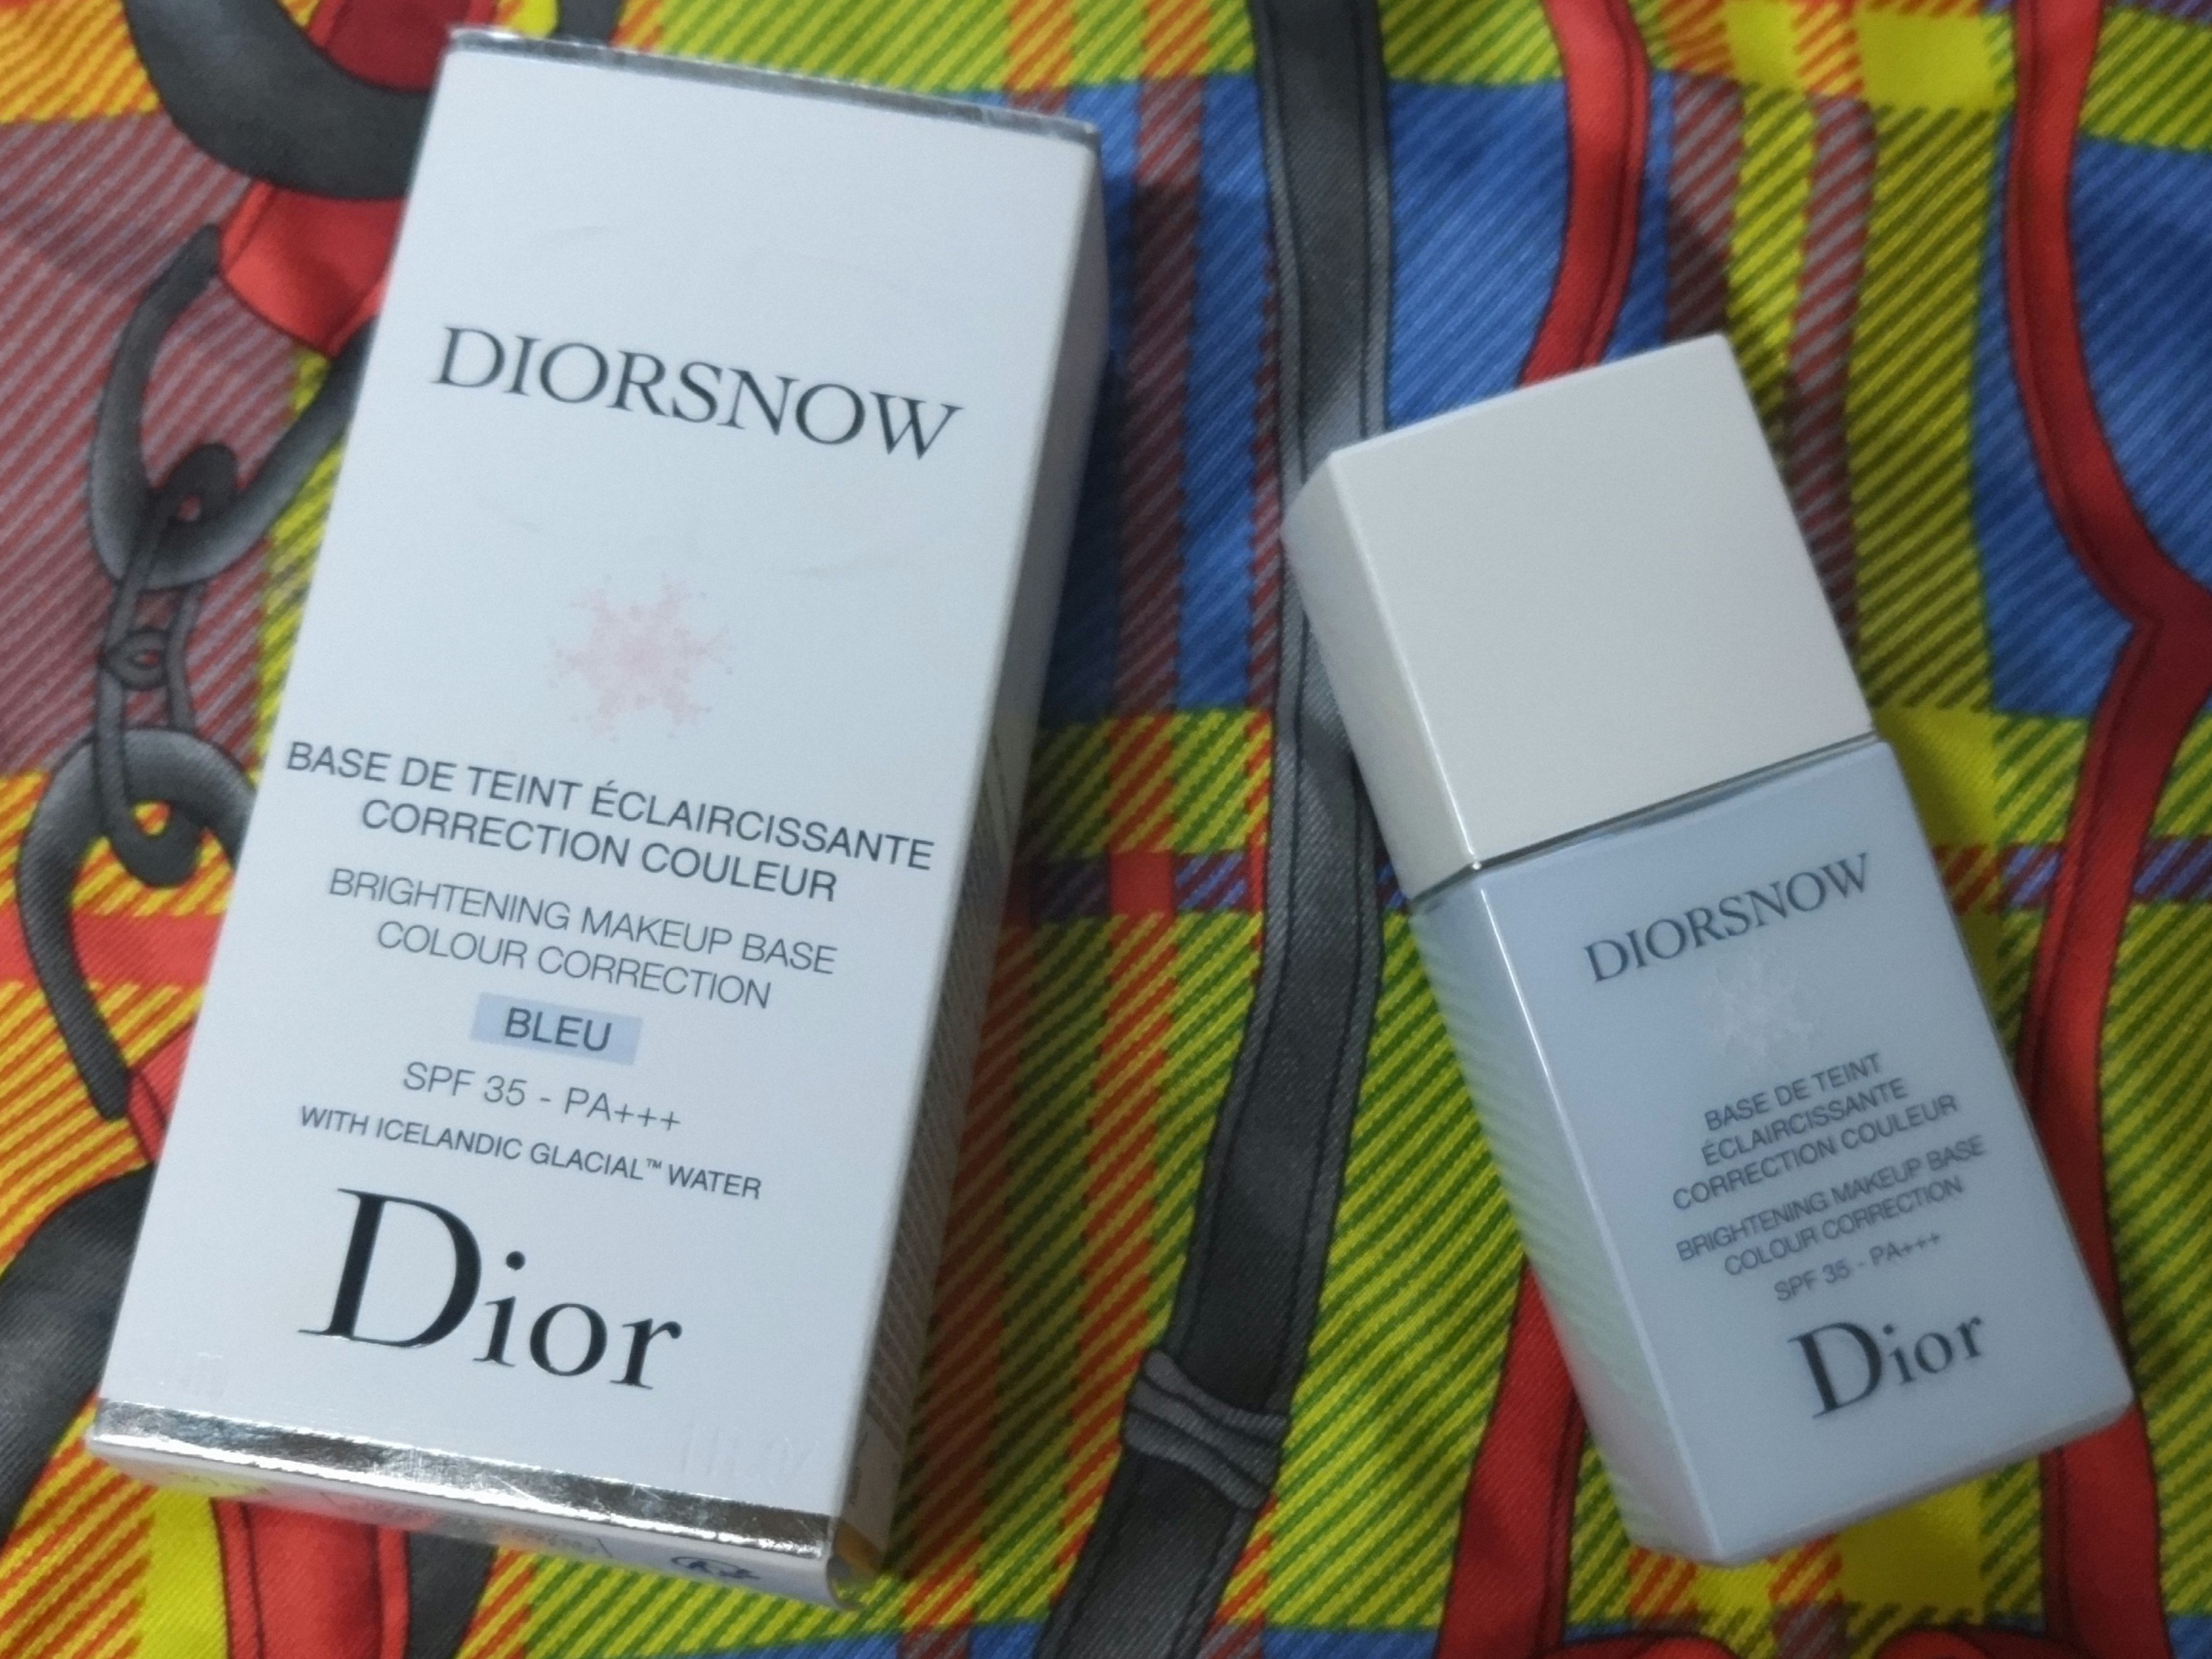 DIORSNOW
BASE DE TEINT ÉCLAIRCISSANTE
CORRECTION COULEUR
BRIGHTENING MAKEUP BASE
COLOUR CORRECTION
BLEU
SPF 35 - PA+++
WITH ICELANDIC GLACIAL™ WATER
Dior
DIORSNOW
BASE DE TEINT
ÉCLAIRCISSANTE
CORRECTION COULEUR
BRIGHTENING MAKEUP BASE
COLOUR CORRECTION
SPF 35 - PA+++
Dior